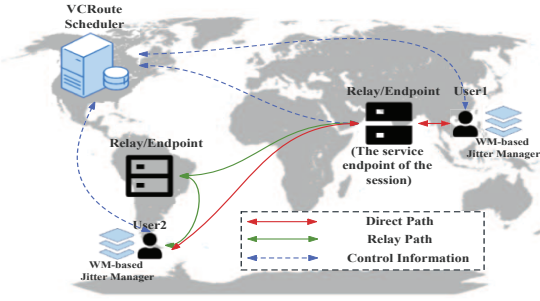 VCRoute
Scheduler
Relay/Endpoint
User1
WM-based
Jitter Manager
(The service
endpoint of the
session)
Relay/Endpoint
User2
WM-based
Jitter Manager
Direct Path
Relay Path
Control Information